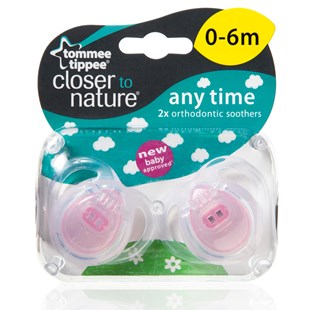 tommee
tippee®
closer to
nature®
0-6m
any time
2x orthodontic soothers
new
baby
approved*